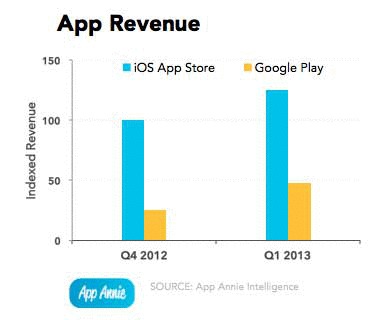 App Revenue
150
iOS App Store
Google Play
100
50
0
Indexed Revenue
Q4 2012
Q1 2013
App Annie
SOURCE: App Annie Intelligence